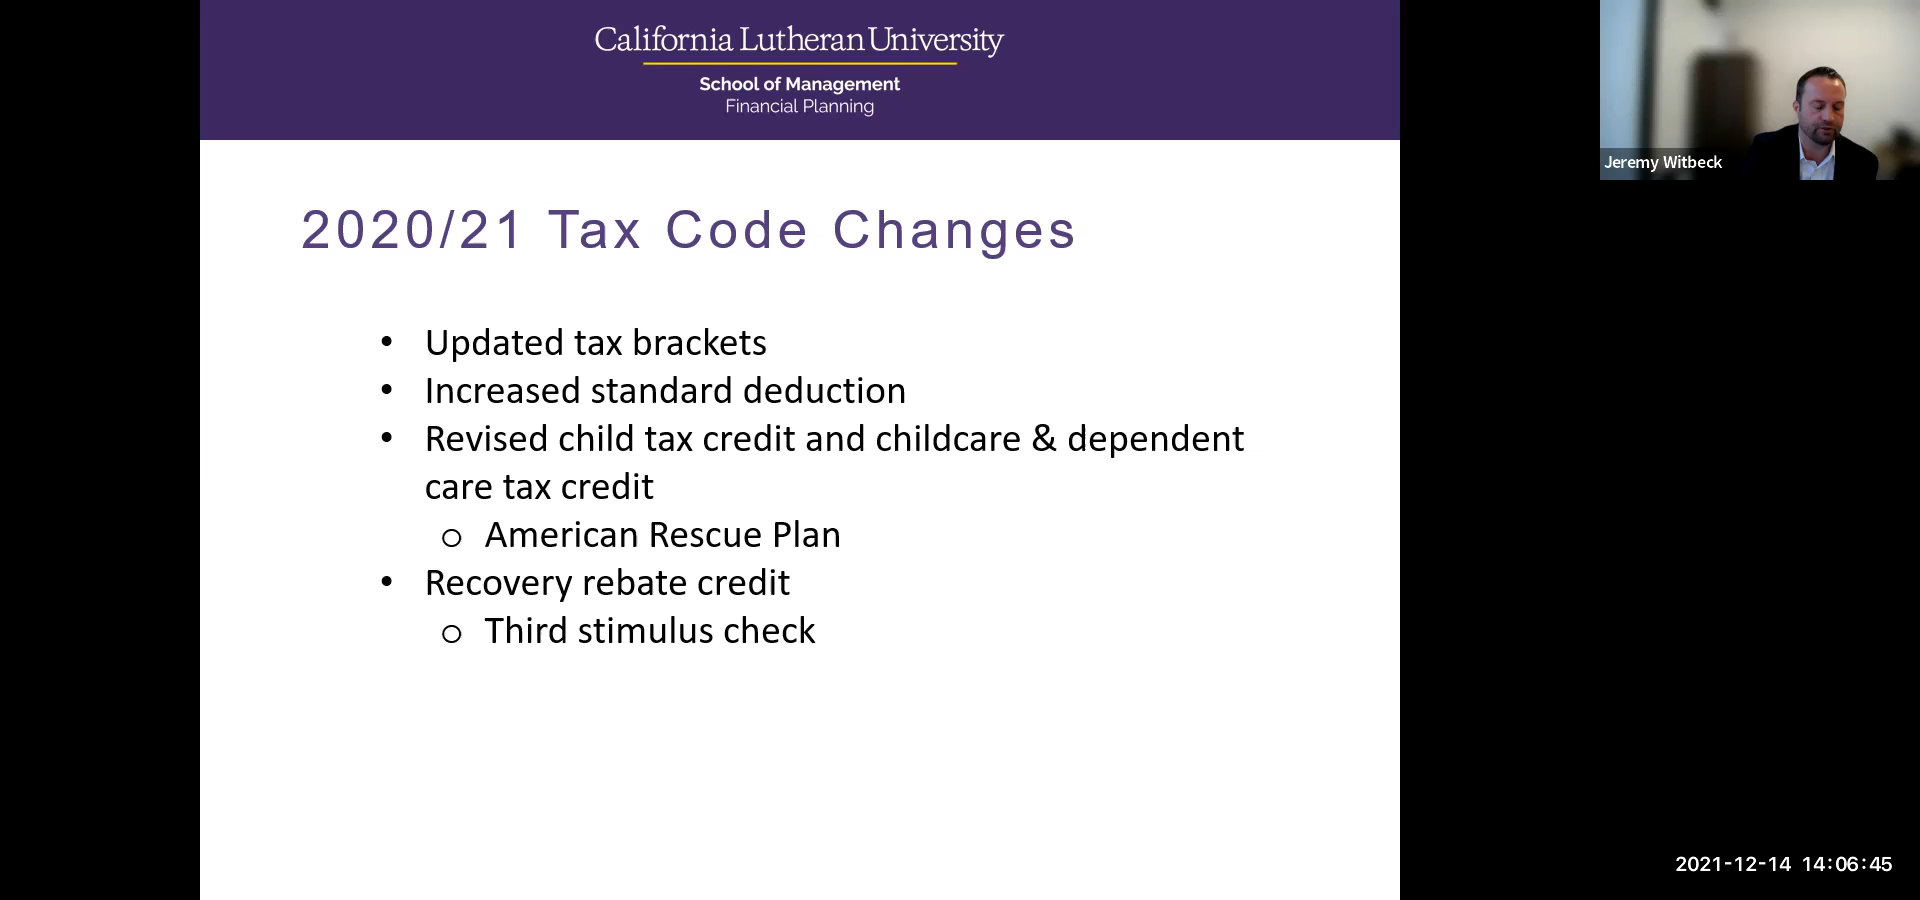 California Lutheran University
School of Management
Financial Planning
Jeremy Witbeck
2020/21 Tax Code Changes
• Updated tax brackets
• Increased standard deduction
• Revised child tax credit and childcare & dependent
care tax credit
o American Rescue Plan
• Recovery rebate credit
o Third stimulus check
2021-12-14 14:06:45